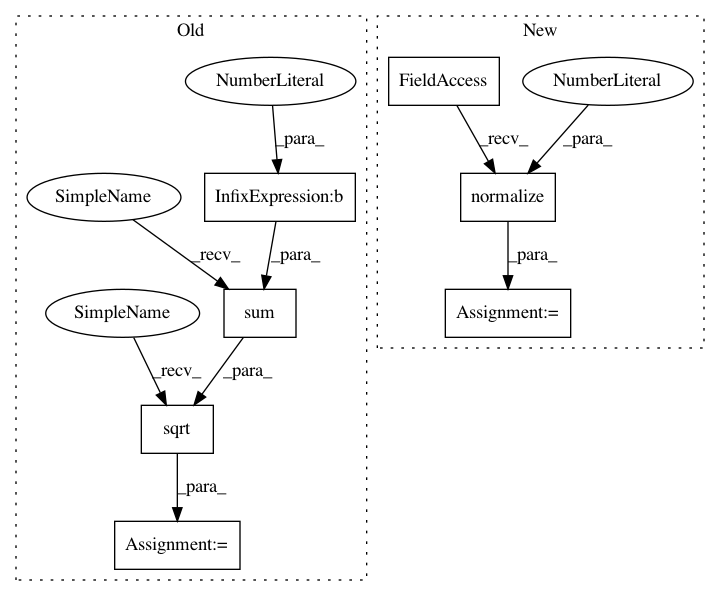 Old
NumberLiteral
_para_
SimpleName
InfixExpression:b
_recv_
_para_
SimpleName
sum
_recv_
_para_
sqrt
_para_
Assignment:=
New
FieldAccess
NumberLiteral
_recv_
_para_
normalize
_para_
Assignment:=